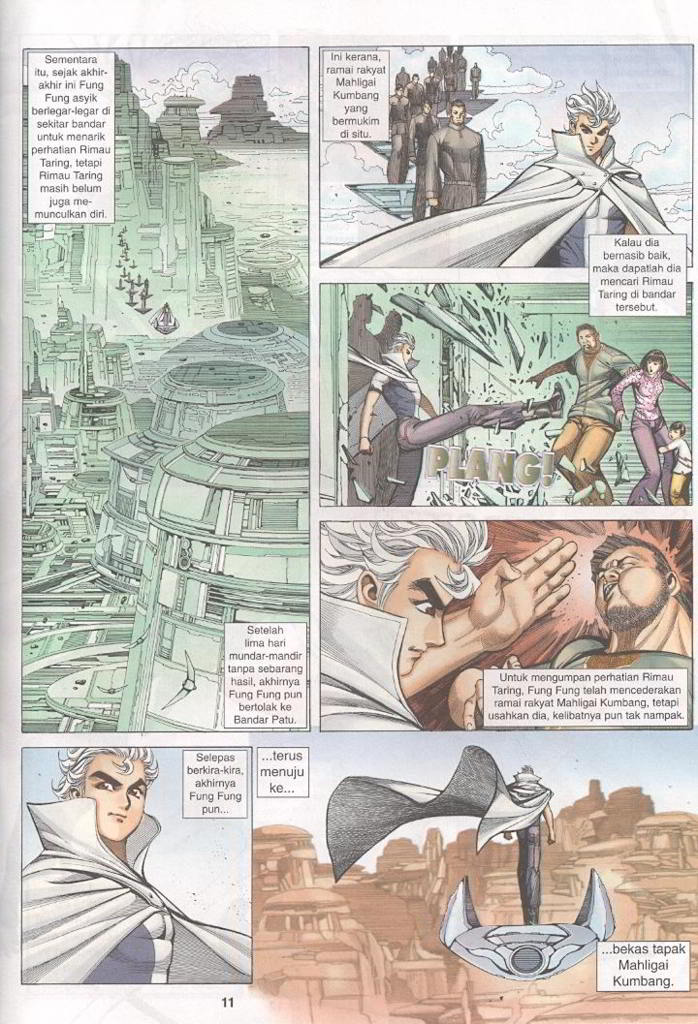 Sementara
itu, sejak akhir-
akhir ini Fung
Fung asyik
berlegar-legar di
sekitar bandar
untuk menarik
perhatian Rimau
Taring, tetapi
Rimau Taring
masih belum
juga me-
munculkan diri.
Setelah
lima hari
mundar-mandir
tanpa sebarang
hasil, akhirnya
Fung Fung pun
bertolak ke
Bandar Patu.
Ini kerana,
ramai rakyat
Mahligai
Kumbang
yang
bermukim
di situ.
Kalau dia
bernasib baik,
maka dapatlah dia
mencari Rimau
Taring di bandar
tersebut.
PLANG!
Untuk mengumpan perhatian Rimau
Taring, Fung Fung telah mencederakan
ramai rakyat Mahligai Kumbang, tetapi
usahkan dia, kelibatnya pun tak nampak.
Selepas
berkira-kira,
akhirnya
Fung Fung
pun...
...terus
menuju
ke...
...bekas tapak
Mahligai
Kumbang.
11